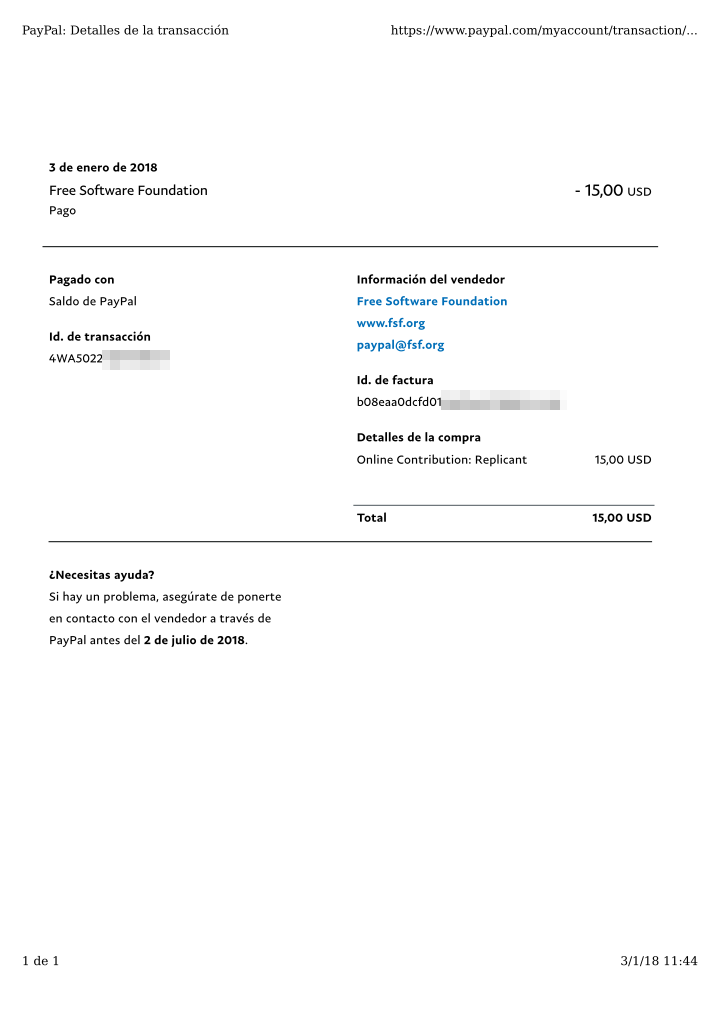 PayPal: Detalles de la transacción https://www.paypal.com/myaccount/transaction/...
3 de enero de 2018
Free Software Foundation - 15,00 USD
Pago
Pagado con
Saldo de PayPal
Id. de transacción
4WA5022
Información del vendedor
Free Software Foundation
www.fsf.org
paypal@fsf.org
Id. de factura
b08eaa0dcfd01
Detalles de la compra
Online Contribution: Replicant 15,00 USD
Total 15,00 USD
¿Necesitas ayuda?
Si hay un problema, asegúrate de ponerte
en contacto con el vendedor a través de
PayPal antes del 2 de julio de 2018.
1 de 1 3/1/18 11:44